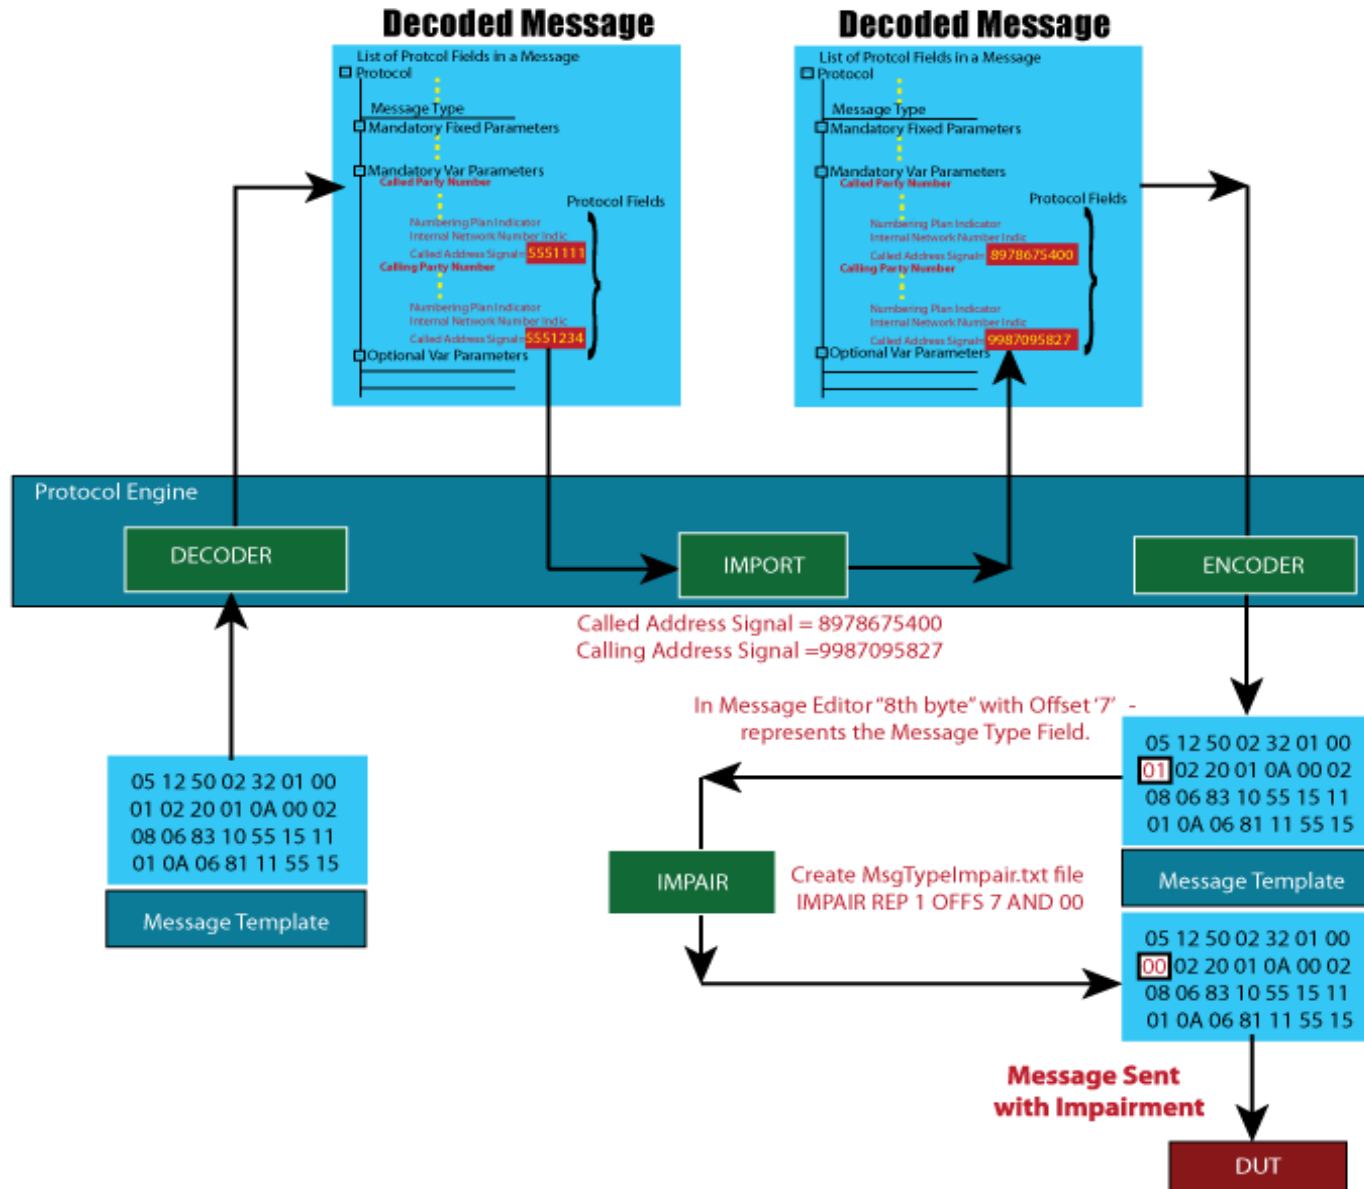 Decoded Message
List of Protcol Fields in a Message
Protocol
Message Type
Mandatory Fixed Parameters
Mandatory Var Parameters
Called Party Number
Protocol Fields
Numbering Plan Indicator
Internal Network Number Indic
Called Address Signal= 5551111
Calling Party Number
Numbering Plan Indicator
Internal Network Number Indic
Called Address Signal= 5551234
Optional Var Parameters
Decoded Message
List of Protcol Fields in a Message
Protocol
Message Type
Mandatory Fixed Parameters
Mandatory Var Parameters
Called Party Number
Protocol Fields
Numbering Plan Indicator
Internal Network Number Indic
Called Address Signal= 8978675400
Calling Party Number
Numbering Plan Indicator
Internal Network Number Indic
Called Address Signal= 9987095827
Optional Var Parameters
Protocol Engine
DECODER
IMPORT
ENCODER
Called Address Signal = 8978675400
Calling Address Signal =9987095827
In Message Editor "8th byte" with Offset '7' -
represents the Message Type Field.
05 12 50 02 32 01 00
01 02 20 01 0A 00 02
08 06 83 10 55 15 11
01 0A 06 81 11 55 15
Message Template
05 12 50 02 32 01 00
01 02 20 01 0A 00 02
08 06 83 10 55 15 11
01 0A 06 81 11 55 15
Message Template
IMPAIR
Create MsgTypeImpair.txt file
IMPAIR REP 1 OFFS 7 AND 00
05 12 50 02 32 01 00
00 02 20 01 0A 00 02
08 06 83 10 55 15 11
01 0A 06 81 11 55 15
Message Sent
with Impairment
DUT